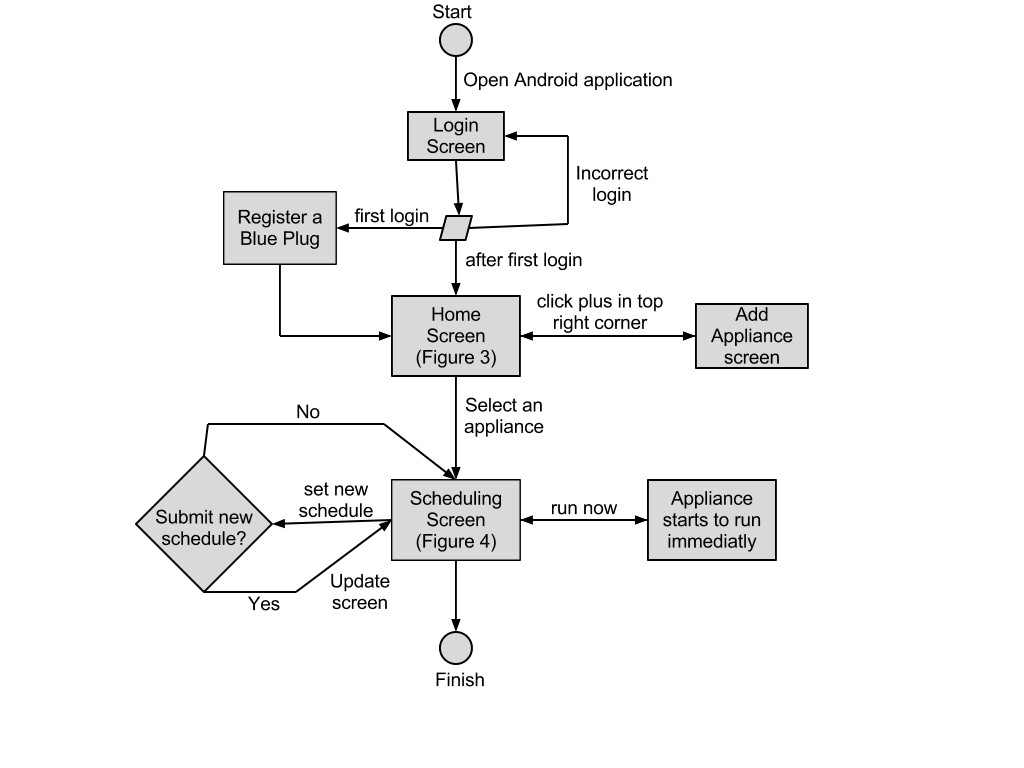 Start
Open Android application
Login
Screen
Incorrect
login
Register a
Blue Plug
first login
after first login
Home
Screen
(Figure 3)
click plus in top
right corner
Add
Appliance
screen
Select an
appliance
No
Submit new
schedule?
set new
schedule
Scheduling
Screen
(Figure 4)
run now
Appliance
starts to run
immediatly
Update
screen
Yes
Finish